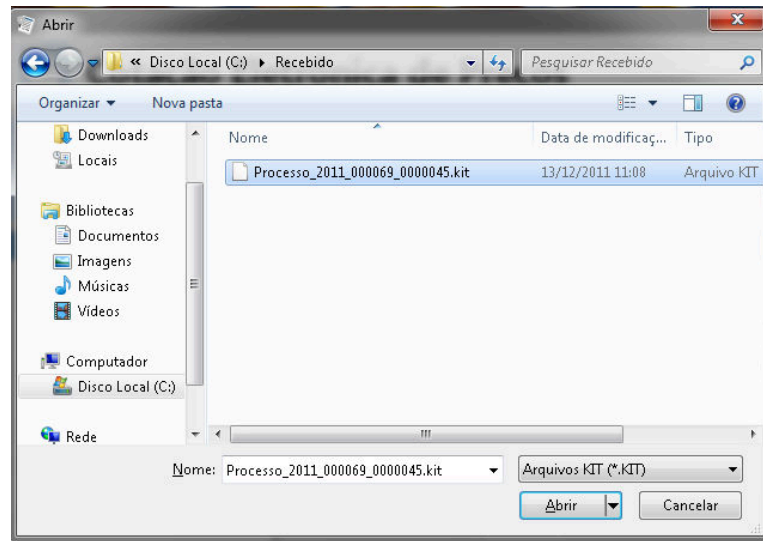 Abrir
« Disco Local (C:) Recebido
Pesquisar Recebido
Organizar Nova pasta
Downloads
Locais
Bibliotecas
Documentos
Imagens
Músicas
Vídeos
Computador
Disco Local (C:)
Rede
Nome Data de modificaç... Tipo
Processo_2011_000069_0000045.kit 13/12/2011 11:08 Arquivo KIT
Nome: Processo_2011_000069_0000045.kit Arquivos KIT (*.KIT)
Abrir Cancelar